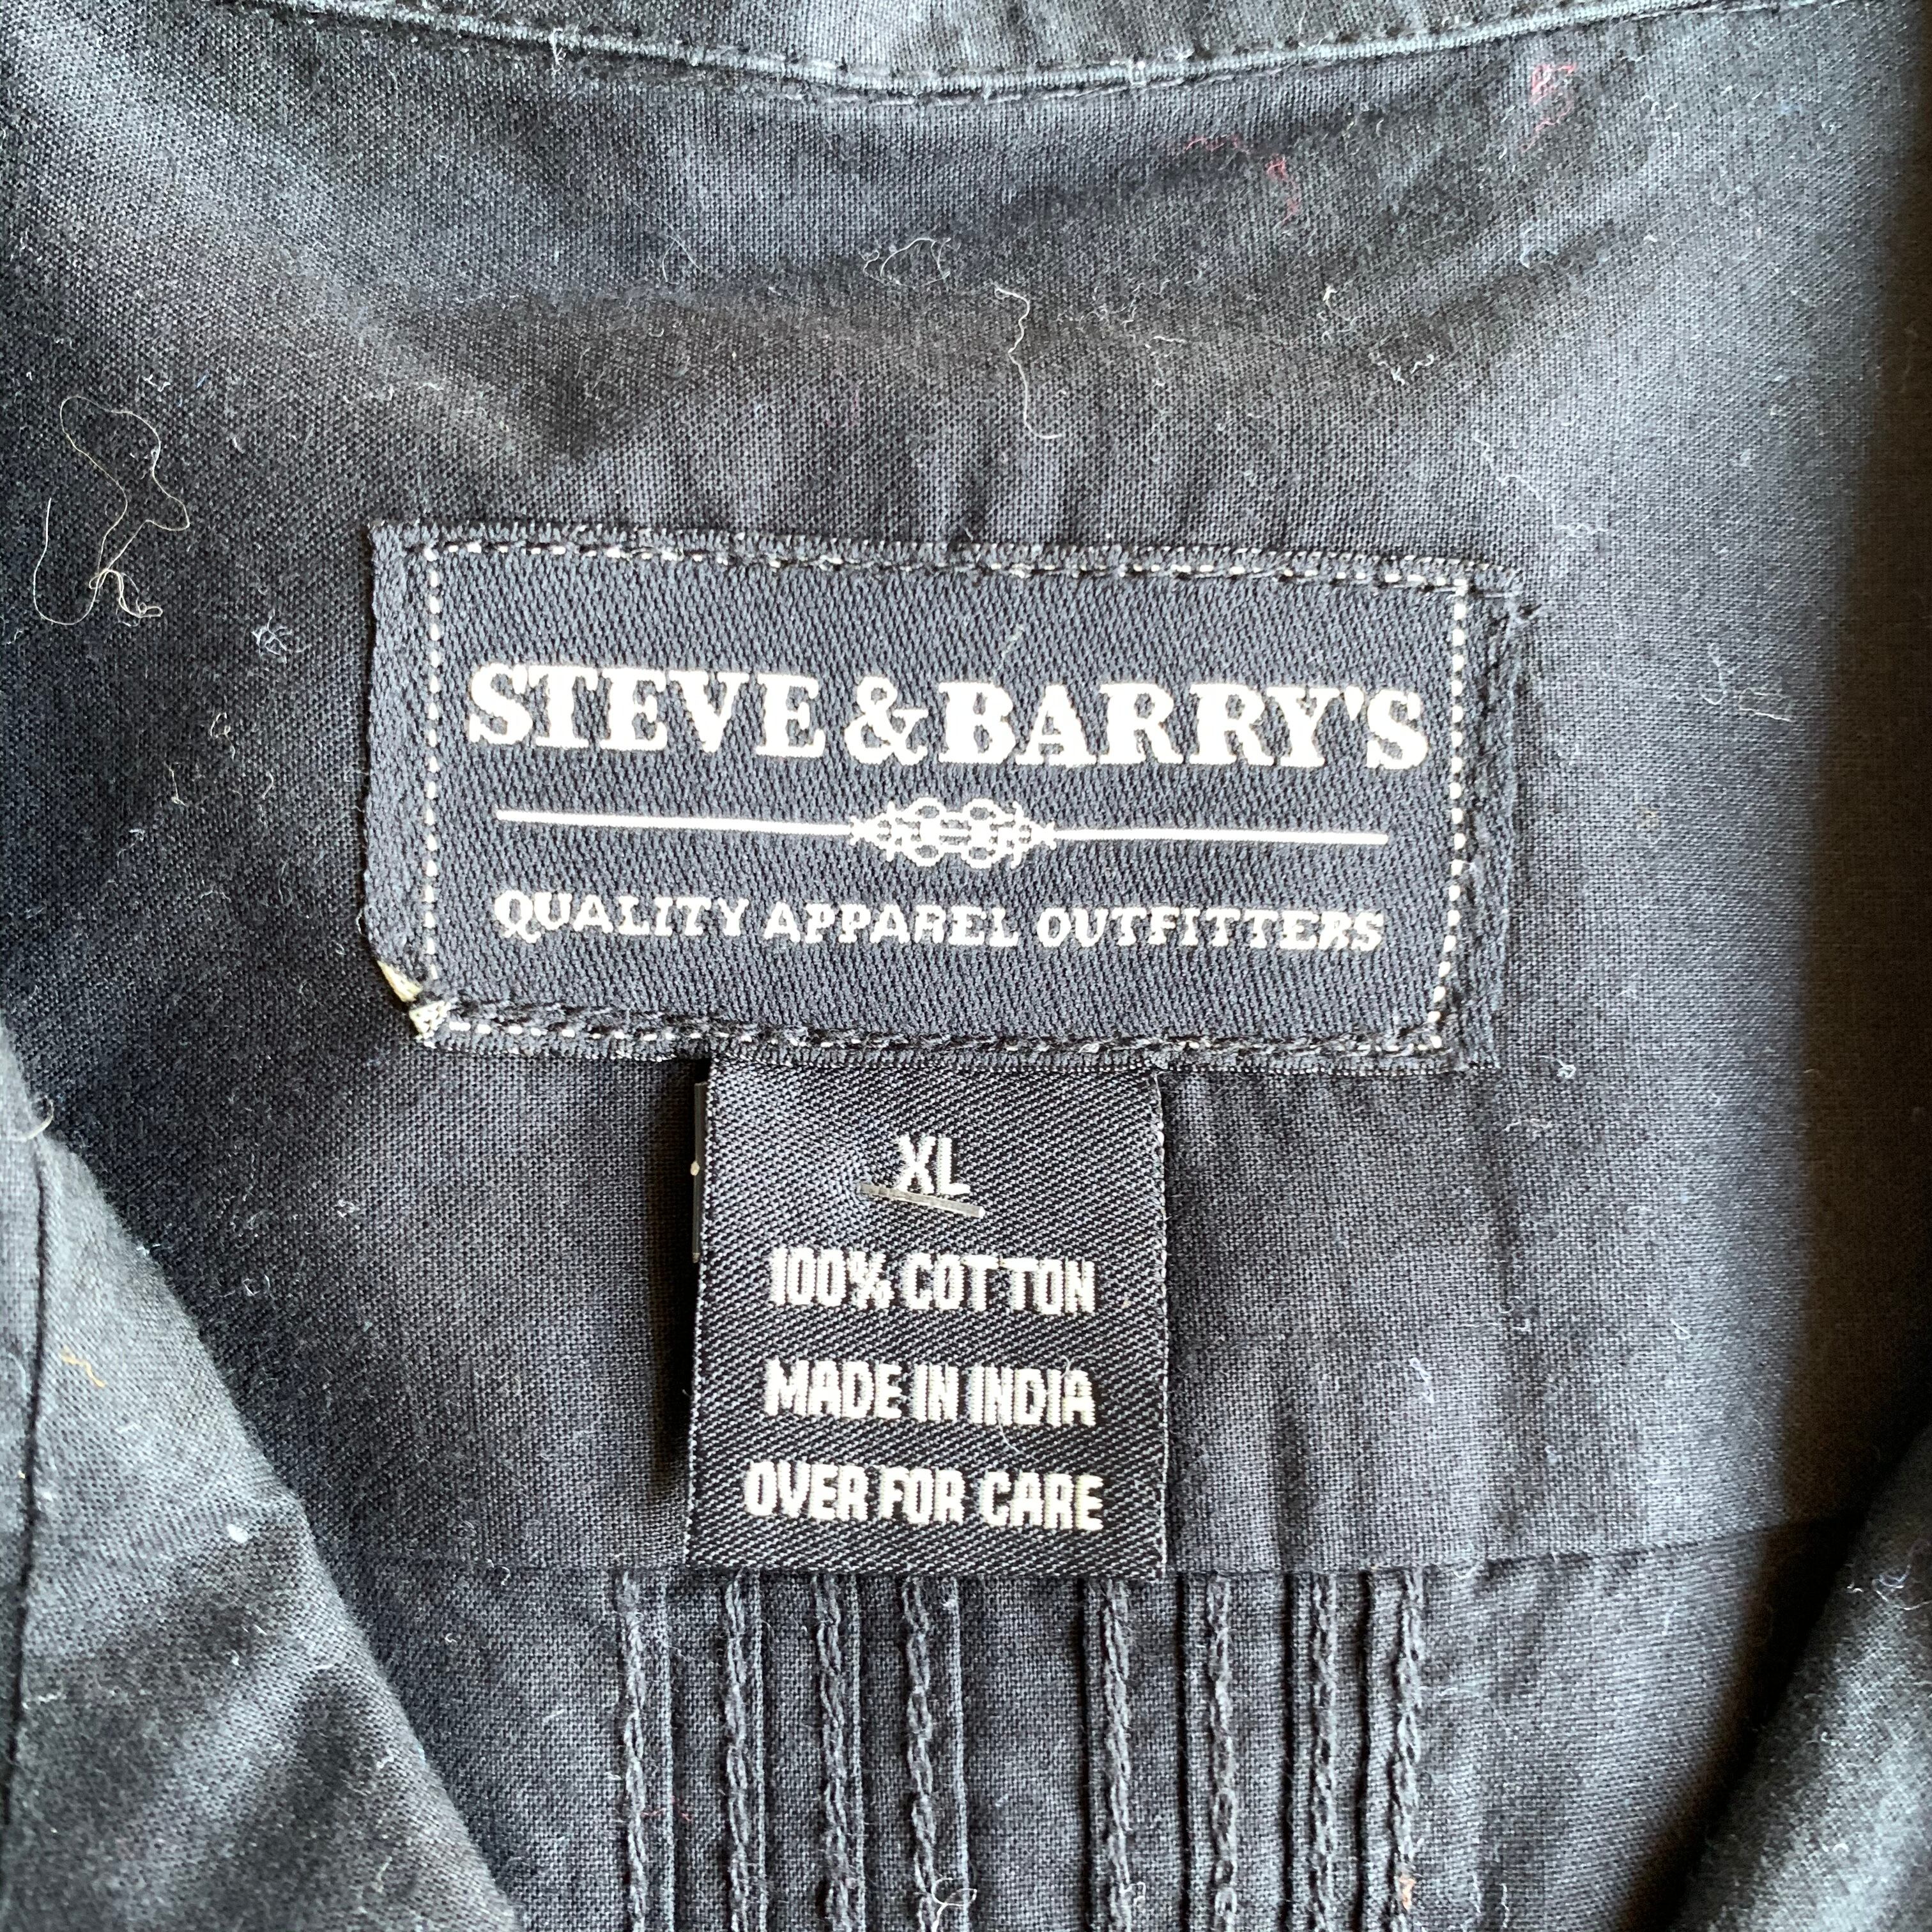 STEVE & BARRY'S
QUALITY APPAREL OUTFITTERS
XL
100% COTTON
MADE IN INDIA
OVER FOR CARE